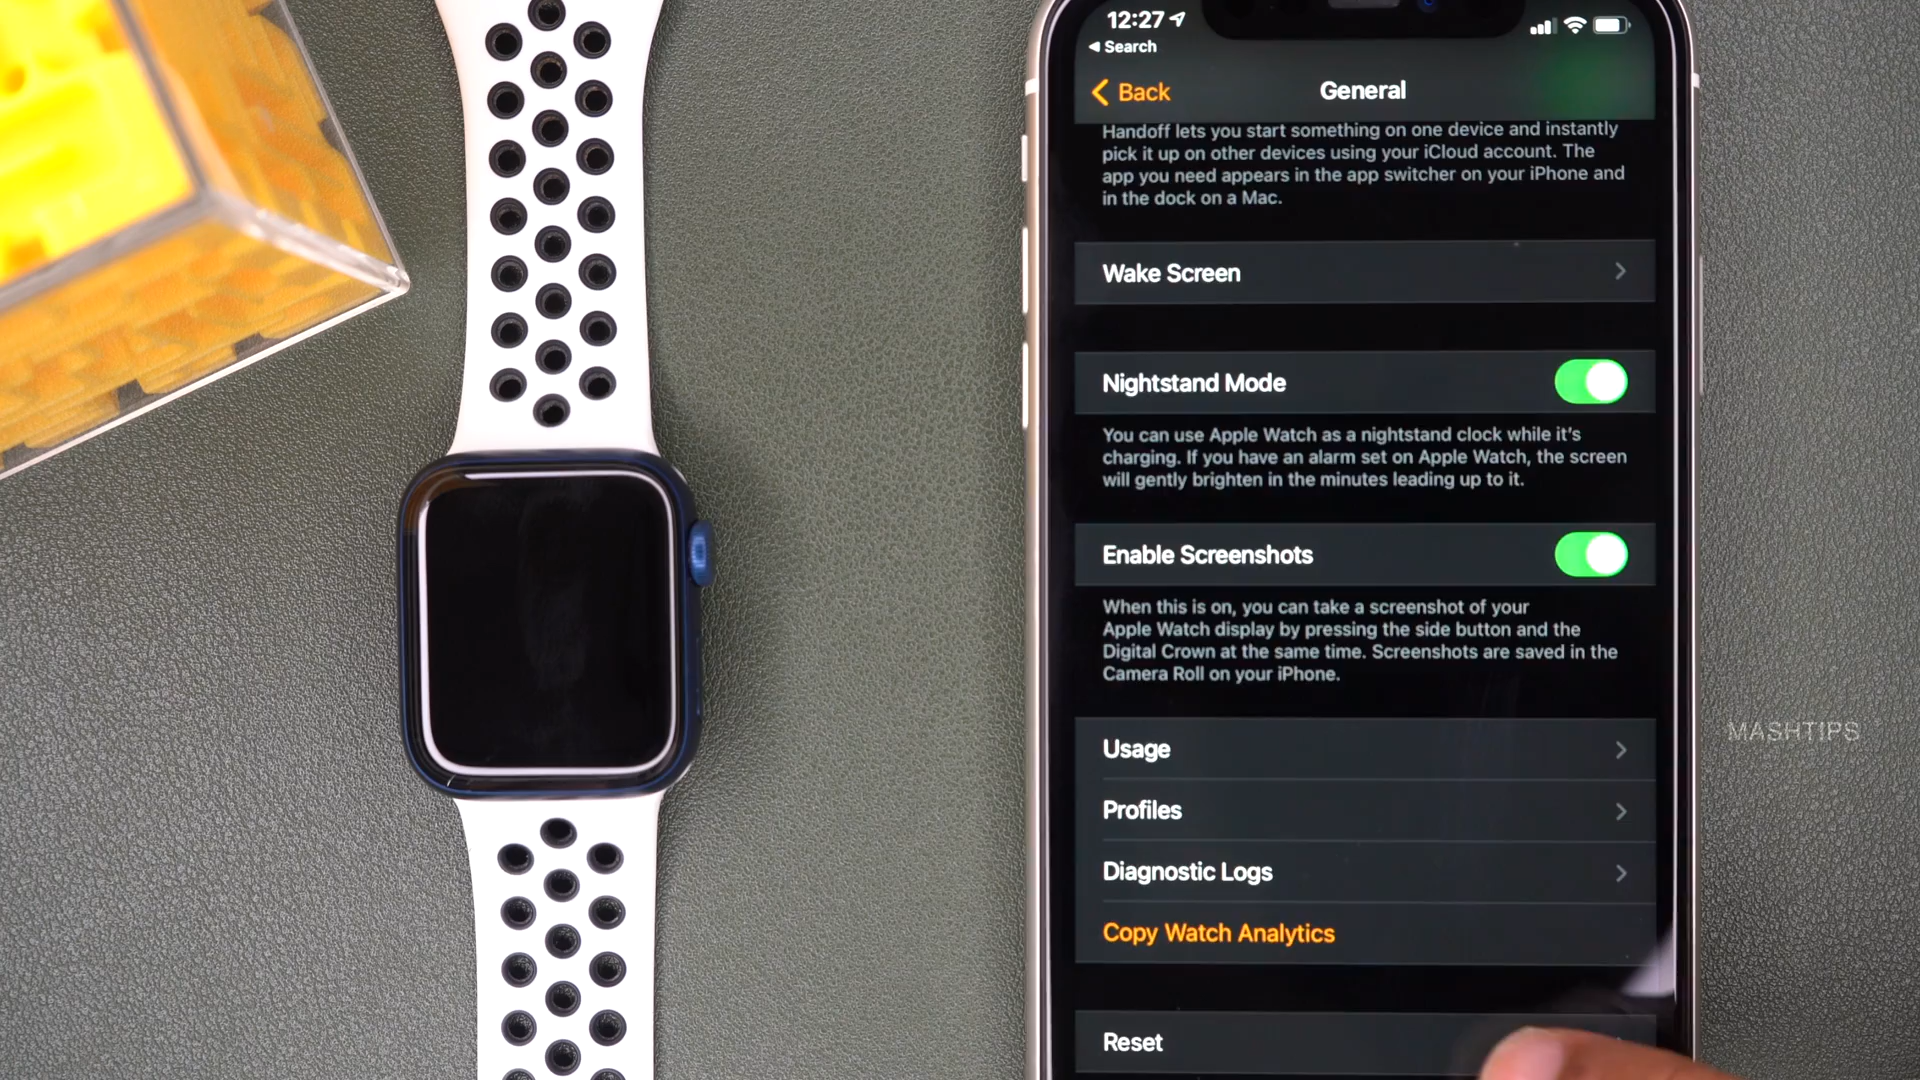 12:27
Search
Back
General
Handoff lets you start something on one device and instantly
pick it up on other devices using your iCloud account. The
app you need appears in the app switcher on your iPhone and
in the dock on a Mac.
Wake Screen
Nightstand Mode
You can use Apple Watch as a nightstand clock while it's
charging. If you have an alarm set on Apple Watch, the screen
will gently brighten in the minutes leading up to it.
Enable Screenshots
When this is on, you can take a screenshot of your
Apple Watch display by pressing the side button and the
Digital Crown at the same time. Screenshots are saved in the
Camera Roll on your iPhone.
Usage
Profiles
Diagnostic Logs
Copy Watch Analytics
Reset
MASHTIPS